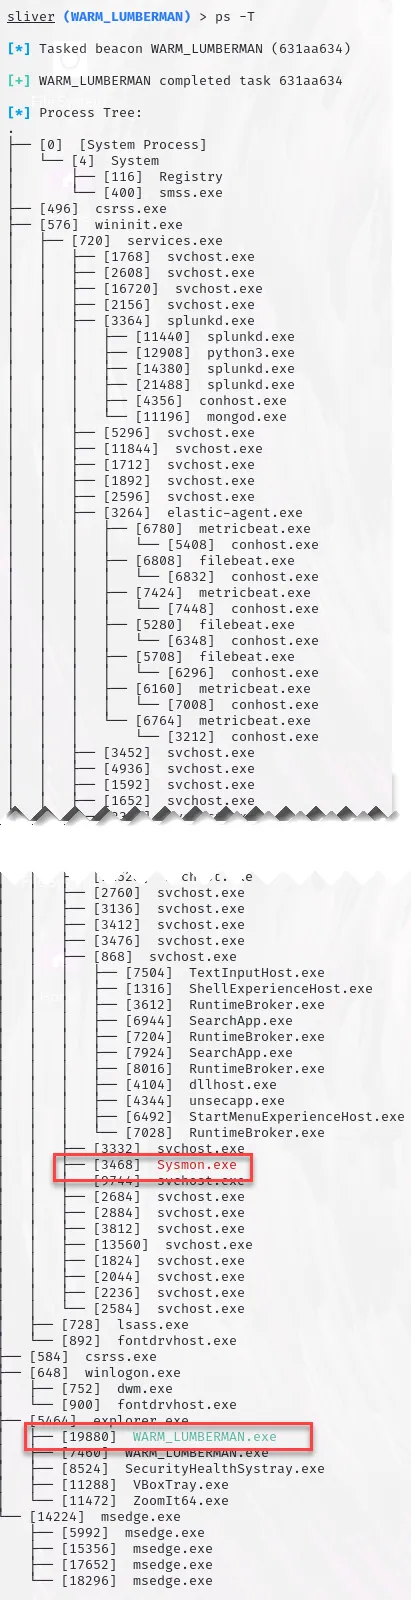 sliver (WARM_LUMBERMAN) > ps -T
[*] Tasked beacon WARM_LUMBERMAN (631aa634)
[+] WARM_LUMBERMAN completed task 631aa634
[*] Process Tree:
.
├── [0]  [System Process]
│   └── [4]  System
│       ├── [116]  Registry
│       └── [400]  smss.exe
├── [496]  csrss.exe
├── [576]  wininit.exe
│   ├── [720]  services.exe
│   │   ├── [1768]  svchost.exe
│   │   ├── [2608]  svchost.exe
│   │   ├── [16720]  svchost.exe
│   │   ├── [2156]  svchost.exe
│   │   ├── [3364]  splunkd.exe
│   │   │   ├── [11440]  splunkd.exe
│   │   │   ├── [12908]  python3.exe
│   │   │   ├── [14380]  splunkd.exe
│   │   │   ├── [21488]  splunkd.exe
│   │   │   ├── [4356]  conhost.exe
│   │   │   └── [11196]  mongod.exe
│   │   ├── [5296]  svchost.exe
│   │   ├── [11844]  svchost.exe
│   │   ├── [1712]  svchost.exe
│   │   ├── [1892]  svchost.exe
│   │   ├── [2596]  svchost.exe
│   │   ├── [3264]  elastic-agent.exe
│   │   │   ├── [6780]  metricbeat.exe
│   │   │   │   └── [5408]  conhost.exe
│   │   │   ├── [6808]  filebeat.exe
│   │   │   │   └── [6832]  conhost.exe
│   │   │   ├── [7424]  metricbeat.exe
│   │   │   │   └── [7448]  conhost.exe
│   │   │   ├── [5280]  filebeat.exe
│   │   │   │   └── [6348]  conhost.exe
│   │   │   ├── [5708]  filebeat.exe
│   │   │   │   └── [6296]  conhost.exe
│   │   │   ├── [6160]  metricbeat.exe
│   │   │   │   └── [7008]  conhost.exe
│   │   │   └── [6764]  metricbeat.exe
│   │   │       └── [3212]  conhost.exe
│   │   ├── [3452]  svchost.exe
│   │   ├── [4936]  svchost.exe
│   │   ├── [1592]  svchost.exe
│   │   ├── [1652]  svchost.exe
│   │   ├── [2760]  svchost.exe
│   │   ├── [3136]  svchost.exe
│   │   ├── [3412]  svchost.exe
│   │   ├── [3476]  svchost.exe
│   │   ├── [868]  svchost.exe
│   │   │   ├── [7504]  TextInputHost.exe
│   │   │   ├── [1316]  ShellExperienceHost.exe
│   │   │   ├── [3612]  RuntimeBroker.exe
│   │   │   ├── [6944]  SearchApp.exe
│   │   │   ├── [7204]  RuntimeBroker.exe
│   │   │   ├── [7924]  SearchApp.exe
│   │   │   ├── [8016]  RuntimeBroker.exe
│   │   │   ├── [4104]  dllhost.exe
│   │   │   ├── [4344]  unsecapp.exe
│   │   │   ├── [6492]  StartMenuExperienceHost.exe
│   │   │   └── [7028]  RuntimeBroker.exe
│   │   ├── [3332]  svchost.exe
│   │   ├── [3468]  Sysmon.exe
│   │   ├── [9744]  svchost.exe
│   │   ├── [2684]  svchost.exe
│   │   ├── [2884]  svchost.exe
│   │   ├── [3812]  svchost.exe
│   │   ├── [13560]  svchost.exe
│   │   ├── [1824]  svchost.exe
│   │   ├── [2044]  svchost.exe
│   │   ├── [2236]  svchost.exe
│   │   └── [2584]  svchost.exe
│   ├── [728]  lsass.exe
│   └── [892]  fontdrvhost.exe
├── [584]  csrss.exe
├── [648]  winlogon.exe
│   ├── [752]  dwm.exe
│   └── [900]  fontdrvhost.exe
├── [5464]  explorer.exe
│   ├── [19880]  WARM_LUMBERMAN.exe
│   ├── [7460]  WARM_LUMBERMAN.exe
│   ├── [8524]  SecurityHealthSystray.exe
│   ├── [11288]  VBoxTray.exe
│   └── [11472]  ZoomIt64.exe
└── [14224]  msedge.exe
    ├── [5992]  msedge.exe
    ├── [15356]  msedge.exe
    ├── [17652]  msedge.exe
    └── [18296]  msedge.exe